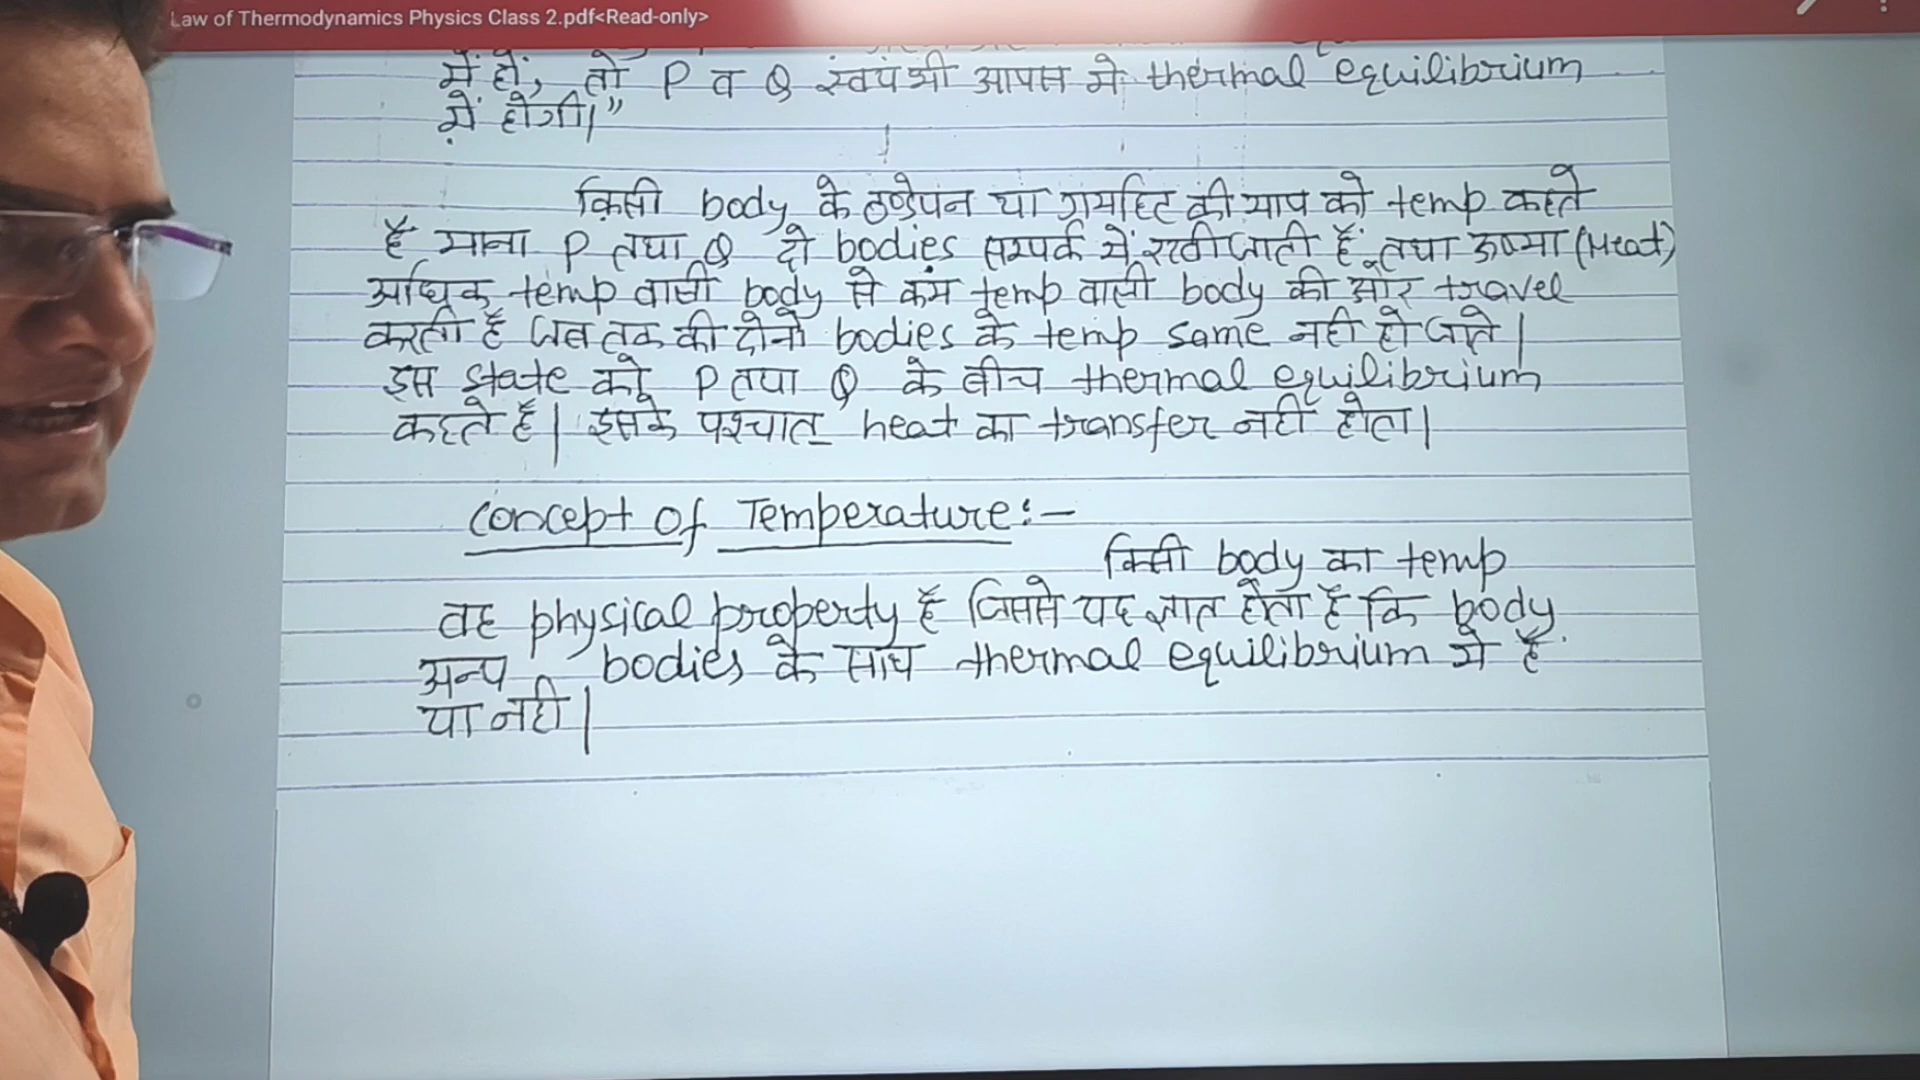 Law of Thermodynamics Physics Class 2.pdf<Read-only>
में हों, तो P व Q स्वयं भी आपस मे thermal equilibrium
में होगी।”
किसी body के ठण्डेपन या गर्माहट की माप को temp कहते
है माना P तथा Q दो bodies सम्पर्क में रखी जाती हैं तथा ऊष्मा (Heat)
अधिक temp वाली body से कम temp वाली body की ओर travel
करती हैं जब तक की दोनो bodies के temp same नही हो जाते।
इस state को P तथा Q के बीच thermal equilibrium
कहते हैं। इसके पश्चात् heat का transfer नहीं होता।
Concept of Temperature:-
किसी body का temp
वह physical property हैं जिससे यह ज्ञात होता है कि body
अन्य bodies के साथ thermal equilibrium मे है
या नही।